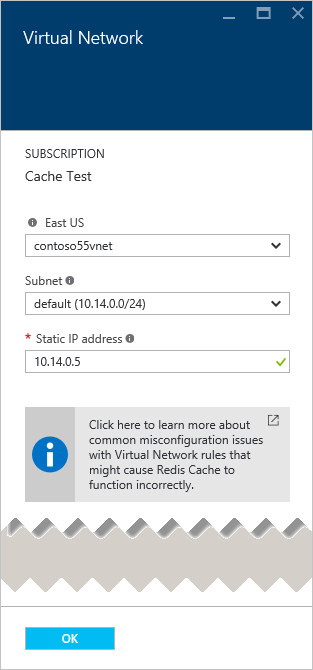 Virtual Network
SUBSCRIPTION
Cache Test
East US
contoso55vnet
Subnet
default (10.14.0.0/24)
* Static IP address
10.14.0.5
Click here to learn more about
common misconfiguration issues
with Virtual Network rules that
might cause Redis Cache to
function incorrectly.
OK